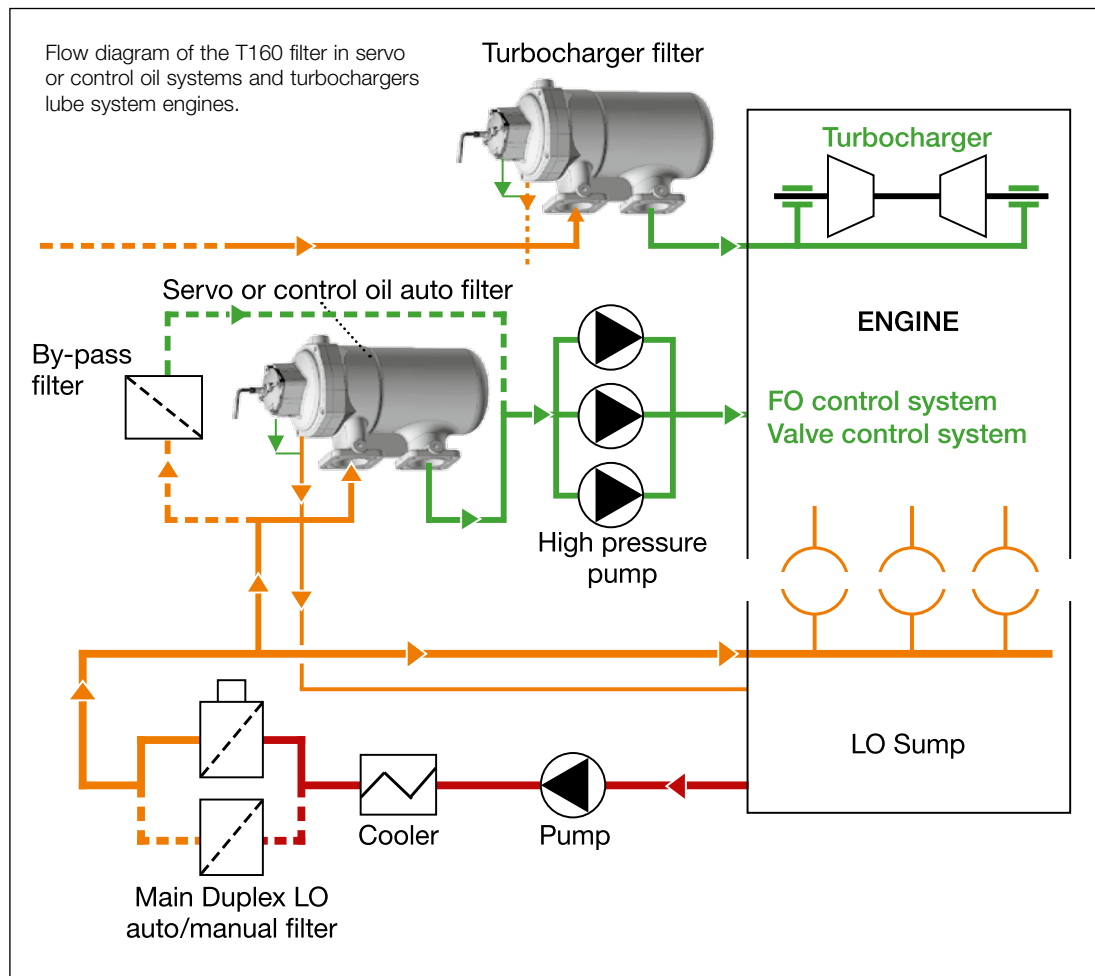 Flow diagram of the T160 filter in servo
or control oil systems and turbochargers
lube system engines.
Turbocharger filter
Turbocharger
Servo or control oil auto filter
ENGINE
By-pass
filter
FO control system
Valve control system
High pressure
pump
LO Sump
Cooler
Pump
Main Duplex LO
auto/manual filter